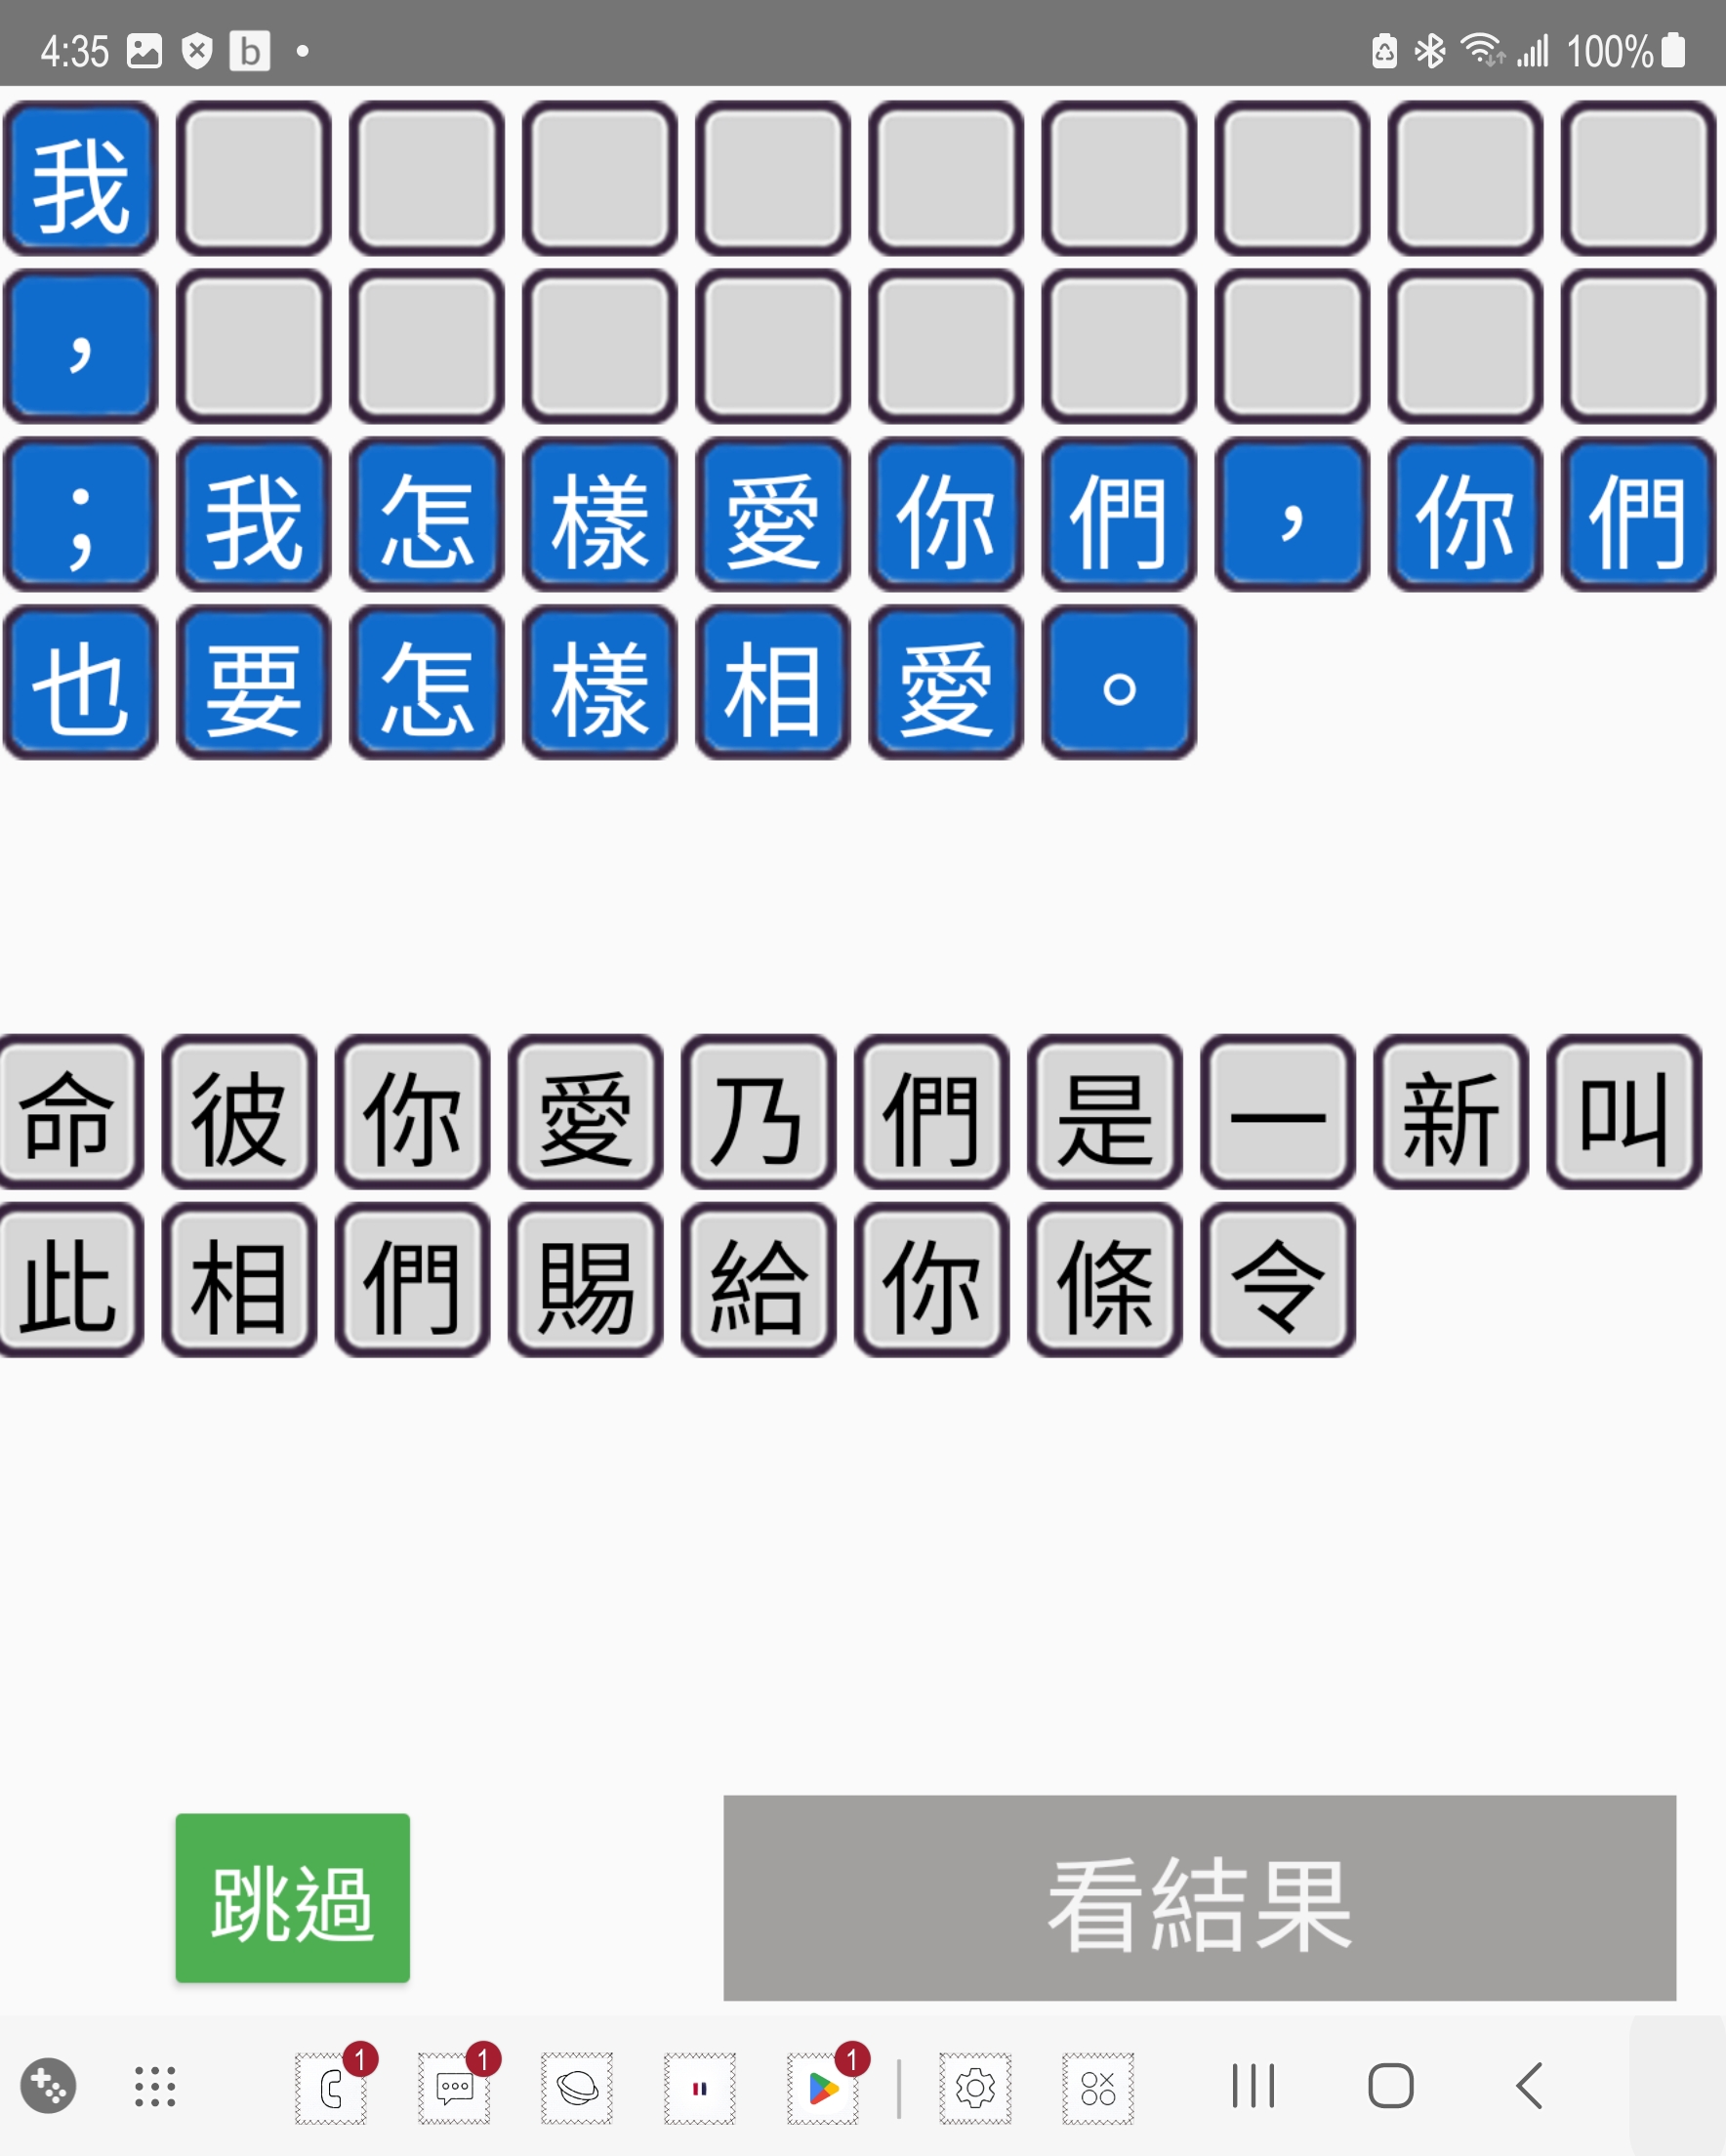 4:35 b 100%
我
，
；我怎樣愛你們，你們
也要怎樣相愛。
命彼你愛乃們是一新叫
此相們賜給你條令
跳過 看結果
1 1 1